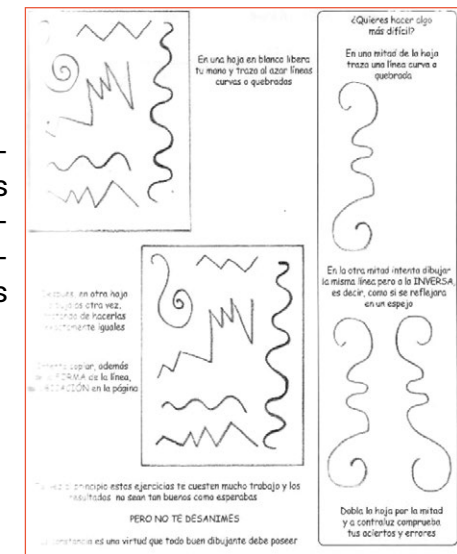 En una hoja en blanco libera
tu mano y traza al azar líneas
curvas o quebradas
otra vez,
de hacerlas
iguales
copiar, además
de la línea,
en la página
principio estos ejercicios te cuesten mucho trabajo y los
resultados no sean tan buenos como esperabas
PERO NO TE DESANIMES
es una virtud que todo buen dibujante debe poseer
¿Quieres hacer algo
más difícil?
En una mitad de la hoja
traza una línea curva o
quebrada
En la otra mitad intenta dibujar
la misma línea pero a la INVERSA,
es decir, como si se reflejara
en un espejo
Dobla la hoja por la mitad
y a contraluz comprueba
tus aciertos y errores